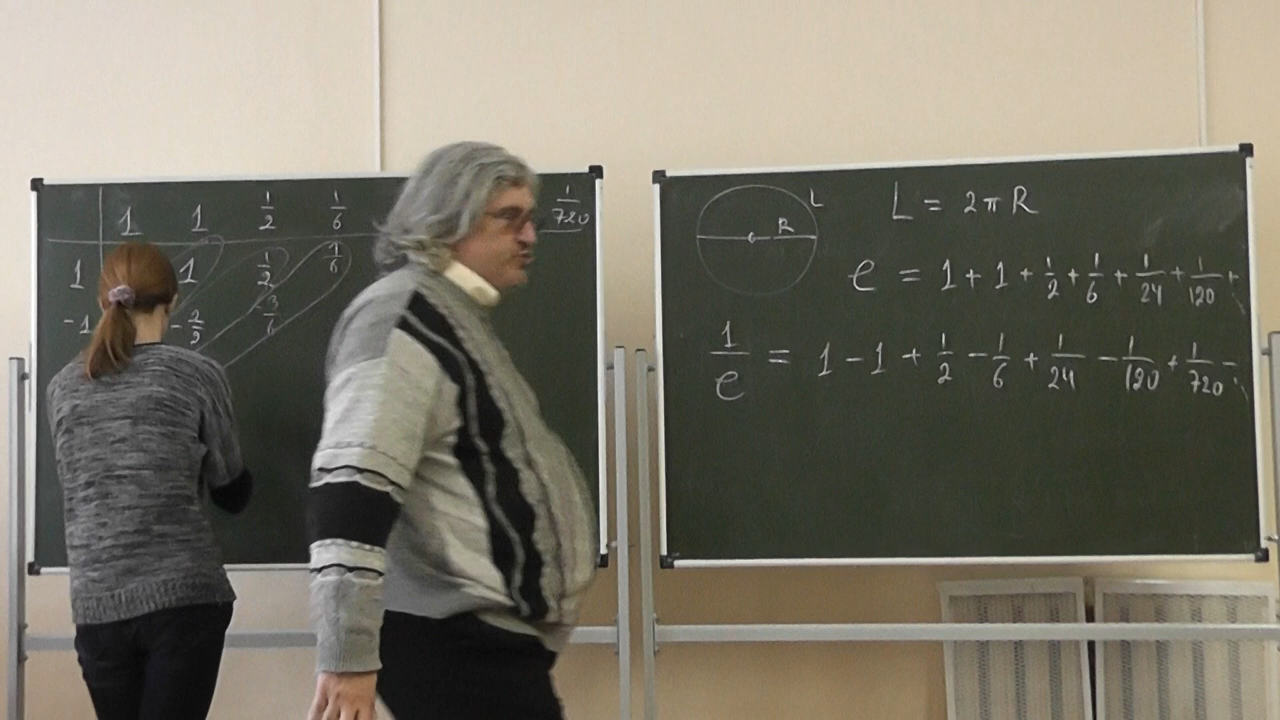 1 1 1/2 1/6 1/720
1 1 1/2 1/6
-1 -2/2 -3/6
L
R
L = 2πR
e = 1 + 1 + 1/2 + 1/6 + 1/24 + 1/120 +
1/e = 1 - 1 + 1/2 - 1/6 + 1/24 - 1/120 + 1/720 - ...